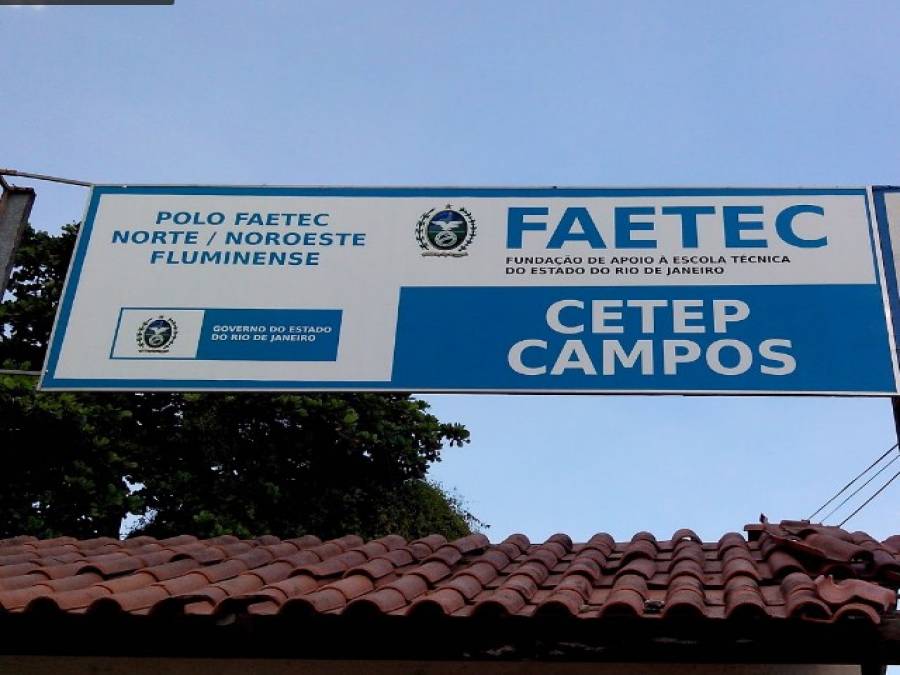 POLO FAETEC
NORTE / NOROESTE
FLUMINENSE
GOVERNO DO ESTADO
DO RIO DE JANEIRO
FAETEC
FUNDAÇÃO DE APOIO À ESCOLA TÉCNICA
DO ESTADO DO RIO DE JANEIRO
CETEP
CAMPOS